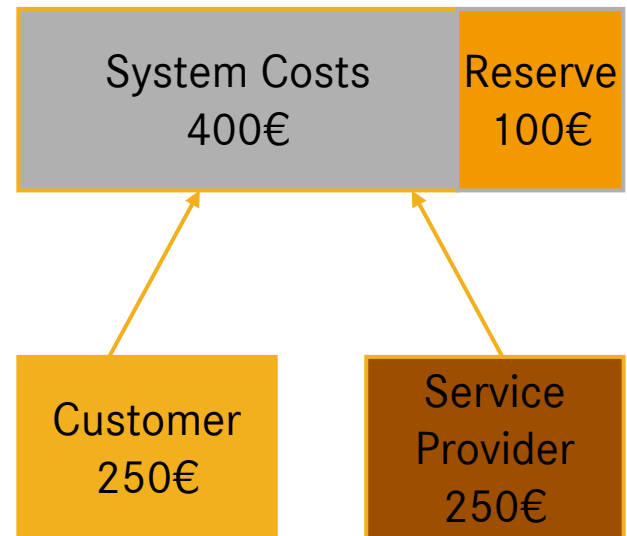 System Costs
400€
Reserve
100€
Customer
250€
Service
Provider
250€